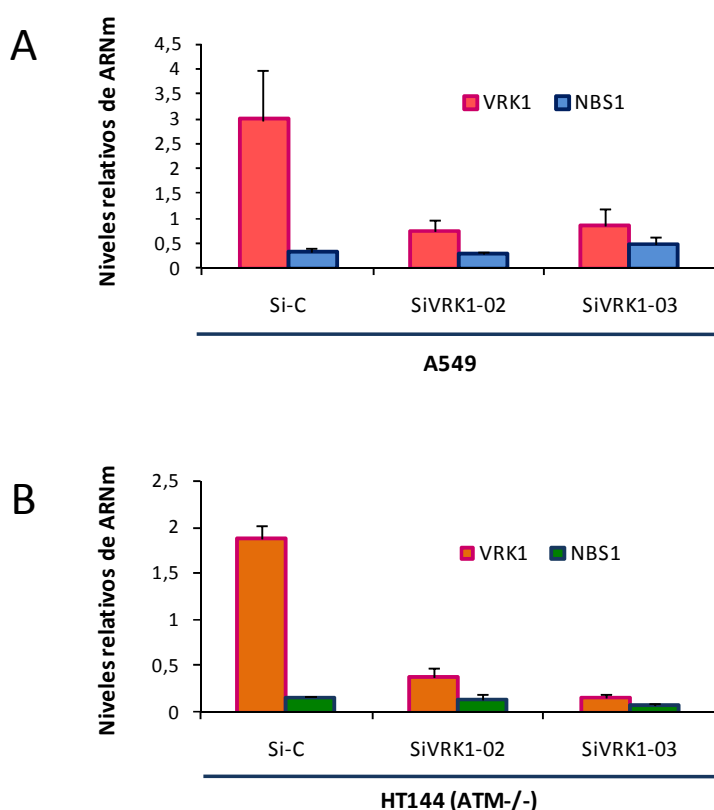 A
Niveles relativos de ARNm
4,5
4
3,5
3
2,5
2
1,5
1
0,5
0
VRK1
NBS1
Si-C
SiVRK1-02
SiVRK1-03
A549
B
Niveles relativos de ARNm
2,5
2
1,5
1
0,5
0
VRK1
NBS1
Si-C
SiVRK1-02
SiVRK1-03
HT144 (ATM-/-)